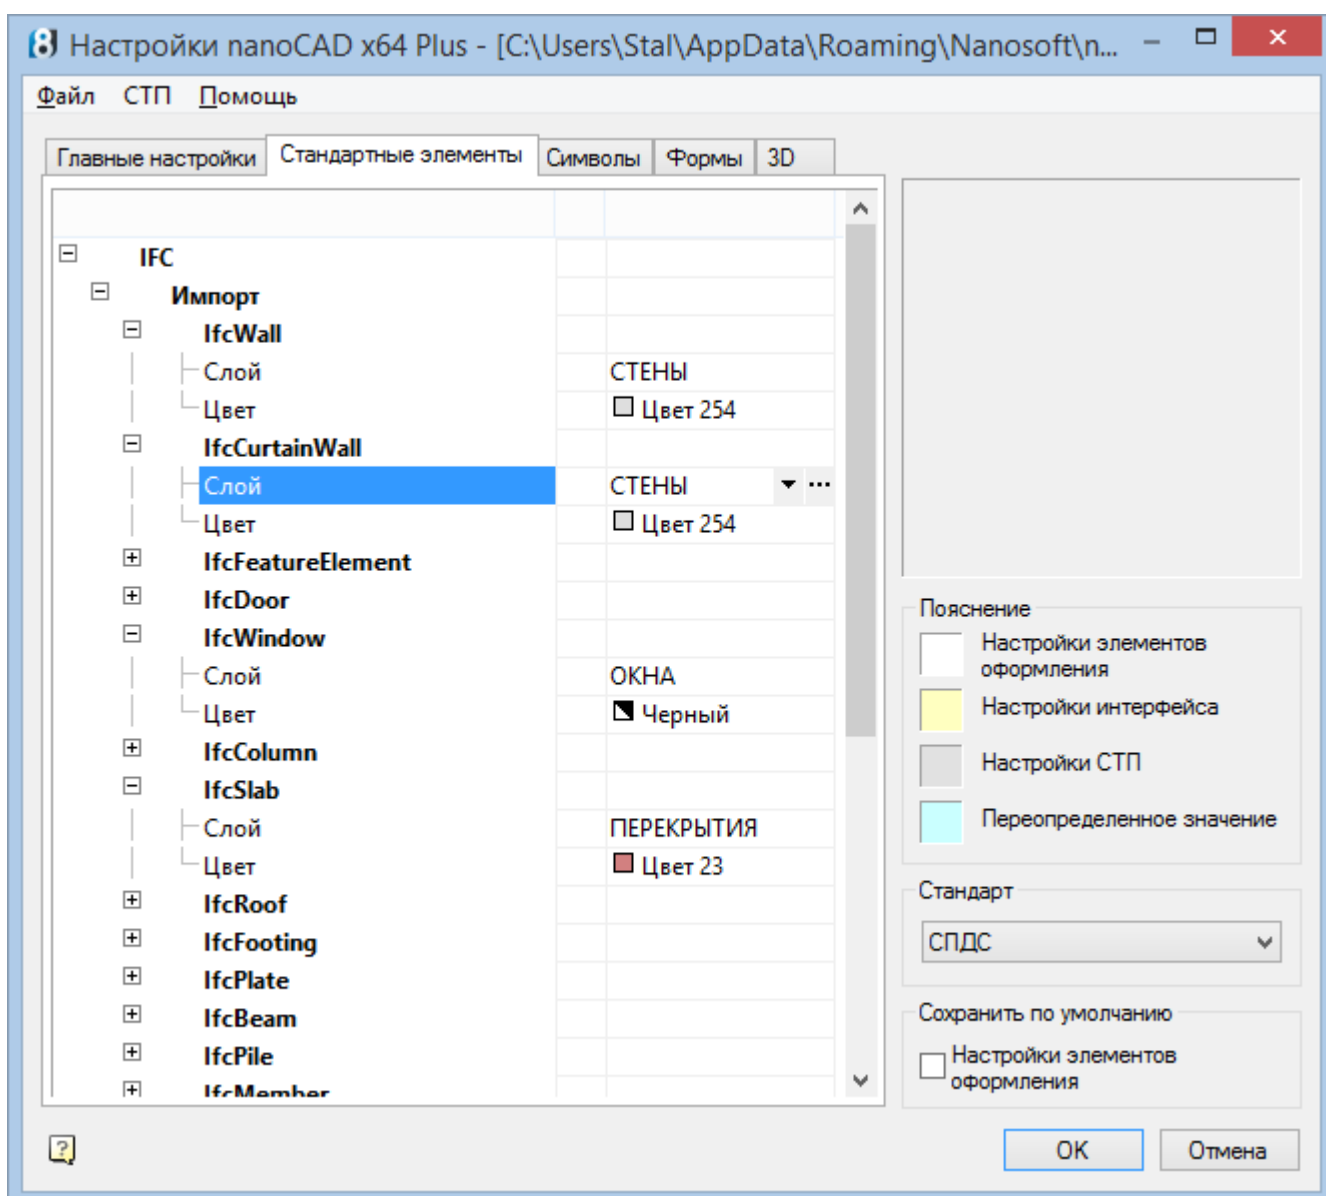 Настройки nanoCAD x64 Plus - [C:\Users\Stal\AppData\Roaming\Nanosoft\n...
Файл СТП Помощь
Главные настройки Стандартные элементы Символы Формы 3D
IFC
Импорт
IfcWall
Слой СТЕНЫ
Цвет Цвет 254
IfcCurtainWall
Слой СТЕНЫ ...
Цвет Цвет 254
IfcFeatureElement
IfcDoor
IfcWindow
Слой ОКНА
Цвет Черный
IfcColumn
IfcSlab
Слой ПЕРЕКРЫТИЯ
Цвет Цвет 23
IfcRoof
IfcFooting
IfcPlate
IfcBeam
IfcPile
IfcMember
Пояснение
Настройки элементов
оформления
Настройки интерфейса
Настройки СТП
Переопределенное значение
Стандарт
СПДС
Сохранить по умолчанию
Настройки элементов
оформления
?
OK Отмена